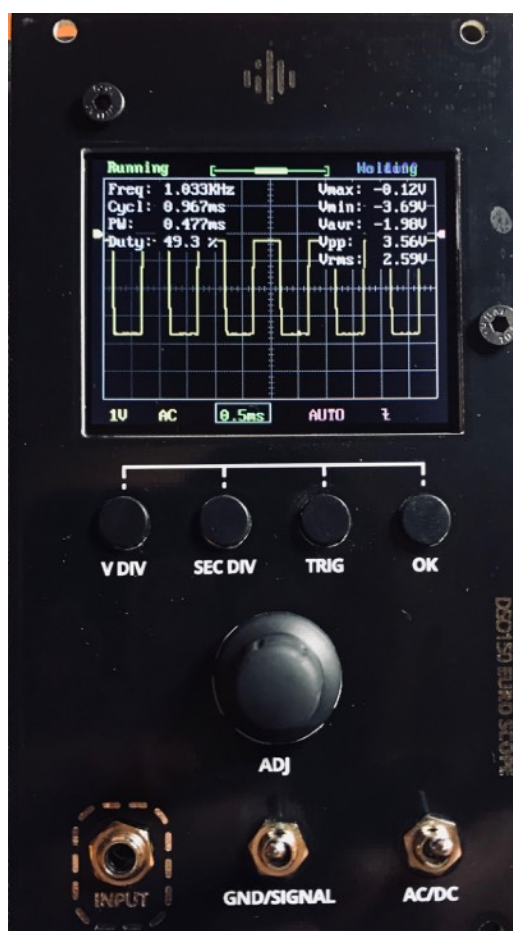 Running
Freq: 1.033KHz Vmax: -0.12V
Cycl: 0.967ms Vmin: -3.69V
PW: 0.477ms Vavr: -1.98V
Duty: 49.3 % Vpp: 3.56V
Vrms: 2.59V
1V AC 0.5ms AUTO
V DIV SEC DIV TRIG OK
DSO150 EURO SCOPE
ADJ
INPUT GND/SIGNAL AC/DC